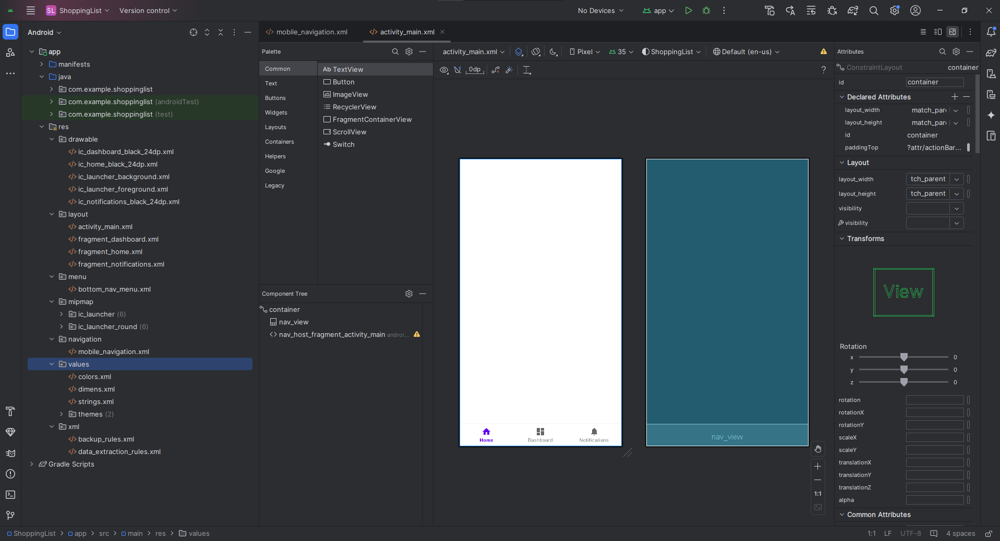 SL ShoppingList Version control No Devices app
Android
app
manifests
java
com.example.shoppinglist
com.example.shoppinglist (androidTest)
com.example.shoppinglist (test)
res
drawable
ic_dashboard_black_24dp.xml
ic_home_black_24dp.xml
ic_launcher_background.xml
ic_launcher_foreground.xml
ic_notifications_black_24dp.xml
layout
activity_main.xml
fragment_dashboard.xml
fragment_home.xml
fragment_notifications.xml
menu
bottom_nav_menu.xml
mipmap
ic_launcher (6)
ic_launcher_round (6)
navigation
mobile_navigation.xml
values
colors.xml
dimens.xml
strings.xml
themes (2)
xml
backup_rules.xml
data_extraction_rules.xml
Gradle Scripts
mobile_navigation.xml activity_main.xml
Palette
Common
Text
Buttons
Widgets
Layouts
Containers
Helpers
Google
Legacy
Ab TextView
Button
ImageView
RecyclerView
FragmentContainerView
ScrollView
Switch
Component Tree
container
nav_view
nav_host_fragment_activity_main androi...
activity_main.xml Pixel 35 ShoppingList Default (en-us)
0dp ?
Home Dashboard Notifications
nav_view
1:1
Attributes
ConstraintLayout container
id container
Declared Attributes
layout_width match_par
layout_height match_par
id container
paddingTop ?attr/actionBar...
Layout
layout_width tch_parent
layout_height tch_parent
visibility
visibility
Transforms
View
Rotation
x 0
y 0
z 0
rotation
rotationX
rotationY
scaleX
scaleY
translationX
translationY
translationZ
alpha
Common Attributes
ShoppingList app src main res values 1:1 LF UTF-8 4 spaces